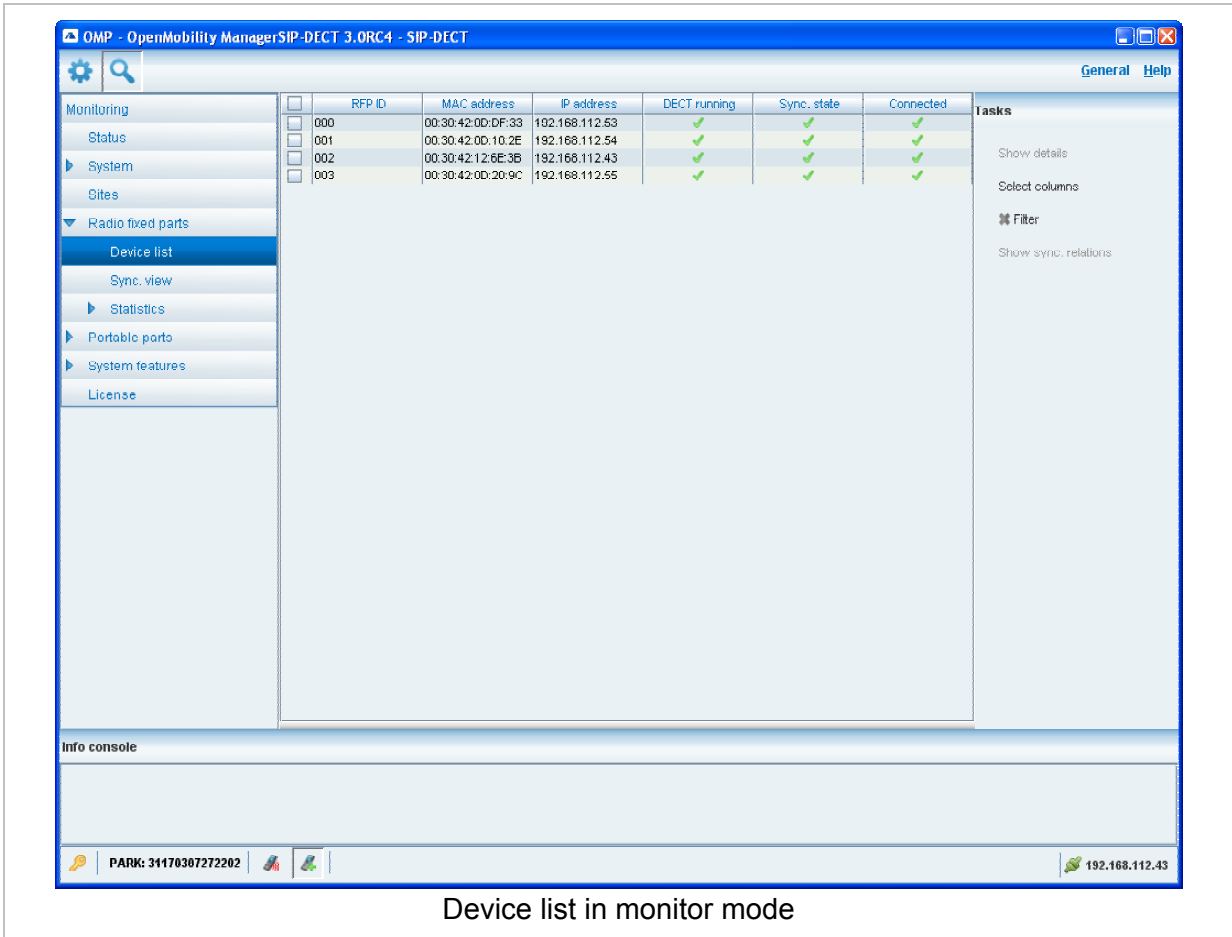 OMP - OpenMobility ManagerSIP-DECT 3.0RC4 - SIP-DECT
General Help
Monitoring
Status
System
Sites
Radio fixed parts
Device list
Sync. view
Statistics
Portable parts
System features
License
RFP ID MAC address IP address DECT running Sync. state Connected
000 00:30:42:0D:DF:33 192.168.112.53
001 00:30:42:0D:10:2E 192.168.112.54
002 00:30:42:12:6E:3B 192.168.112.43
003 00:30:42:0D:20:9C 192.168.112.55
Tasks
Show details
Select columns
Filter
Show sync. relations
Info console
PARK: 31170307272202
192.168.112.43
Device list in monitor mode